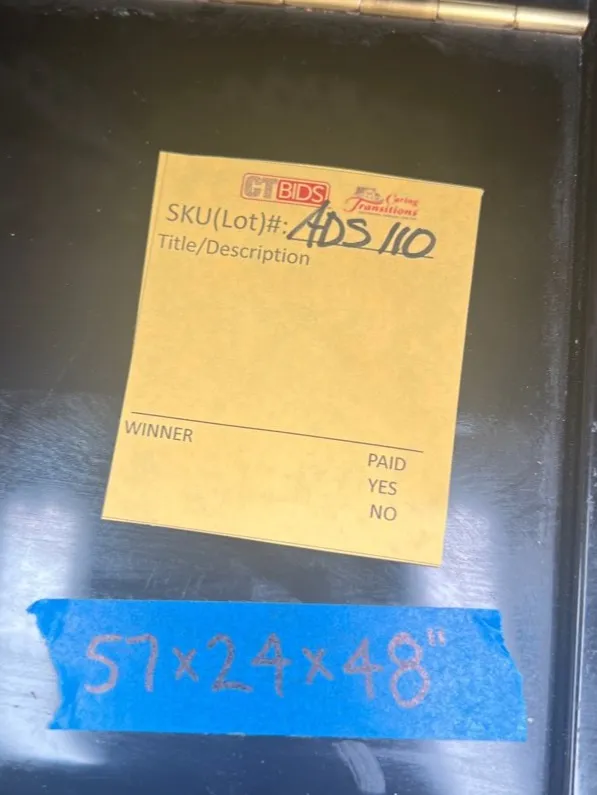 CTBIDS Caring Transitions
SKU(Lot)#: ADS 110
Title/Description
WINNER
PAID
YES
NO
57x24x48"